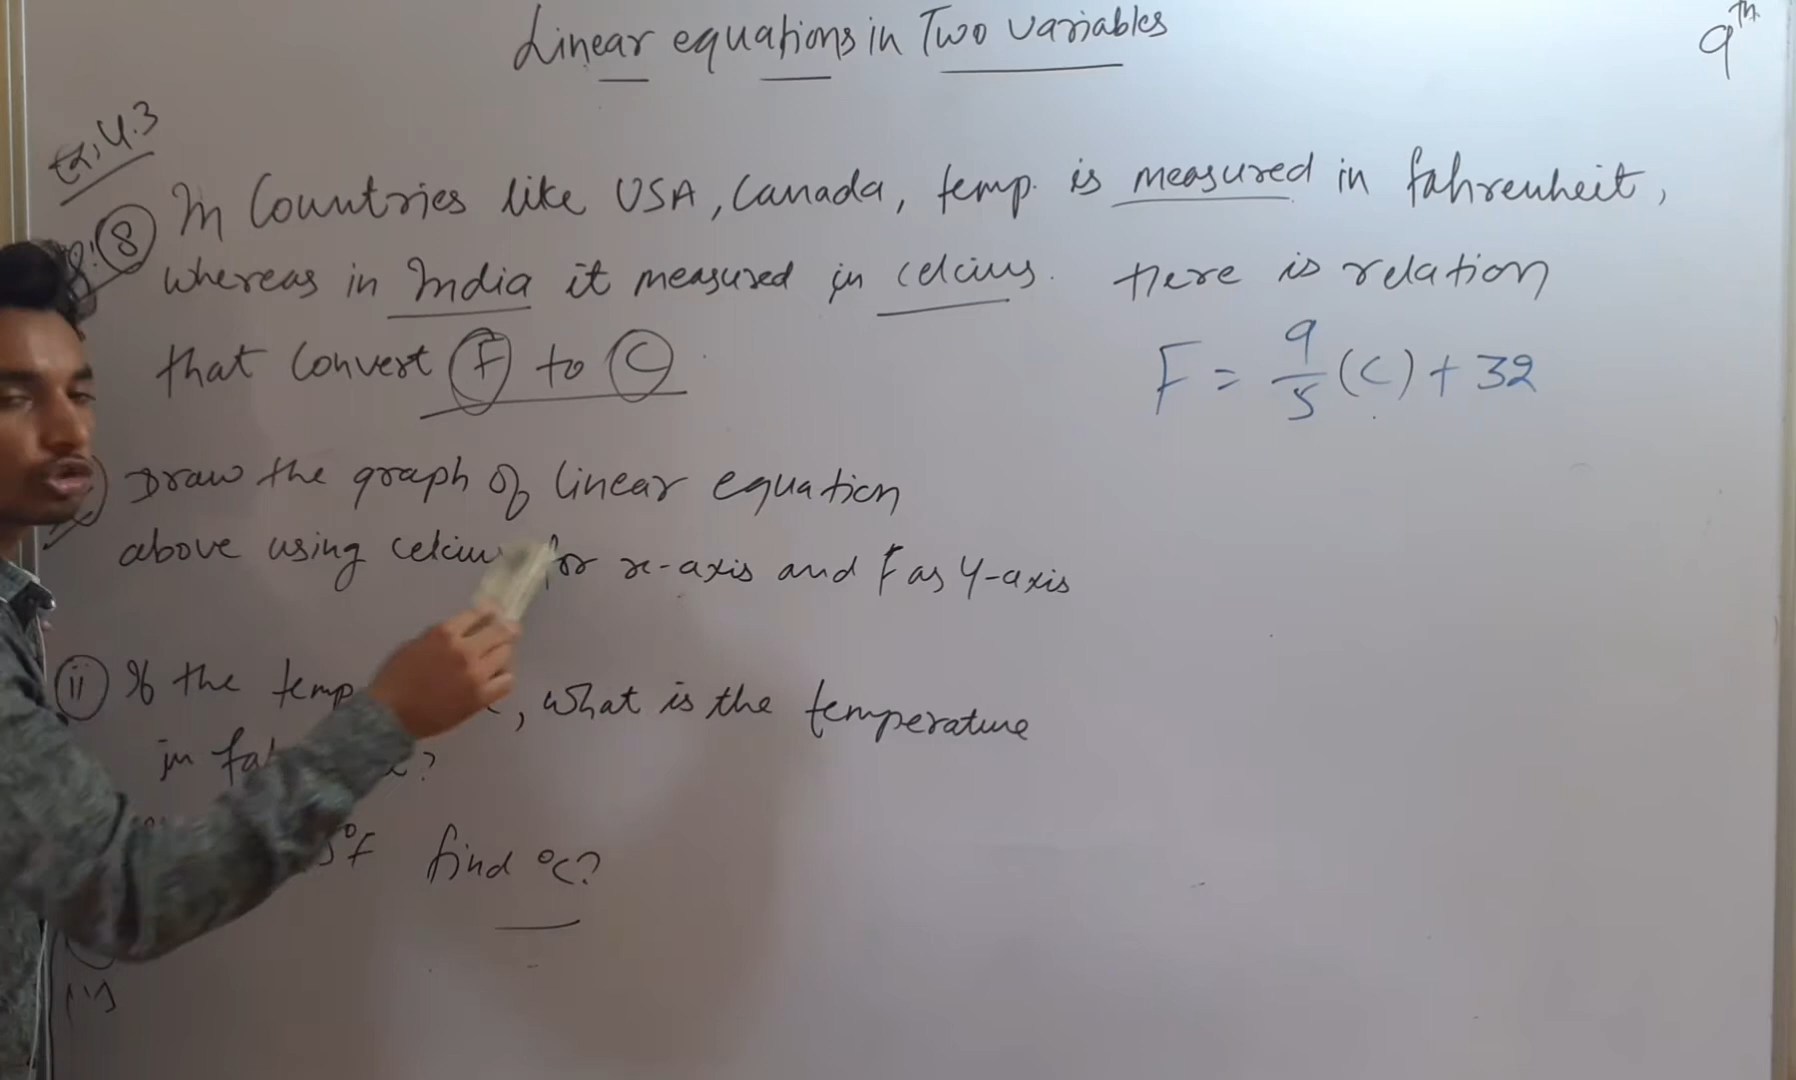 Linear equations in Two variables
9th
Ex: 4.3
8 In Countries like USA, Canada, temp. is measured in fahrenheit,
whereas in India it measured in celcius. there is relation
that convert F to C
F = 9/5 (C) + 32
Draw the graph of linear equation
above using celciu for x-axis and F as y-axis
ii If the temp , what is the temperature
in fah ?
°F find °C?